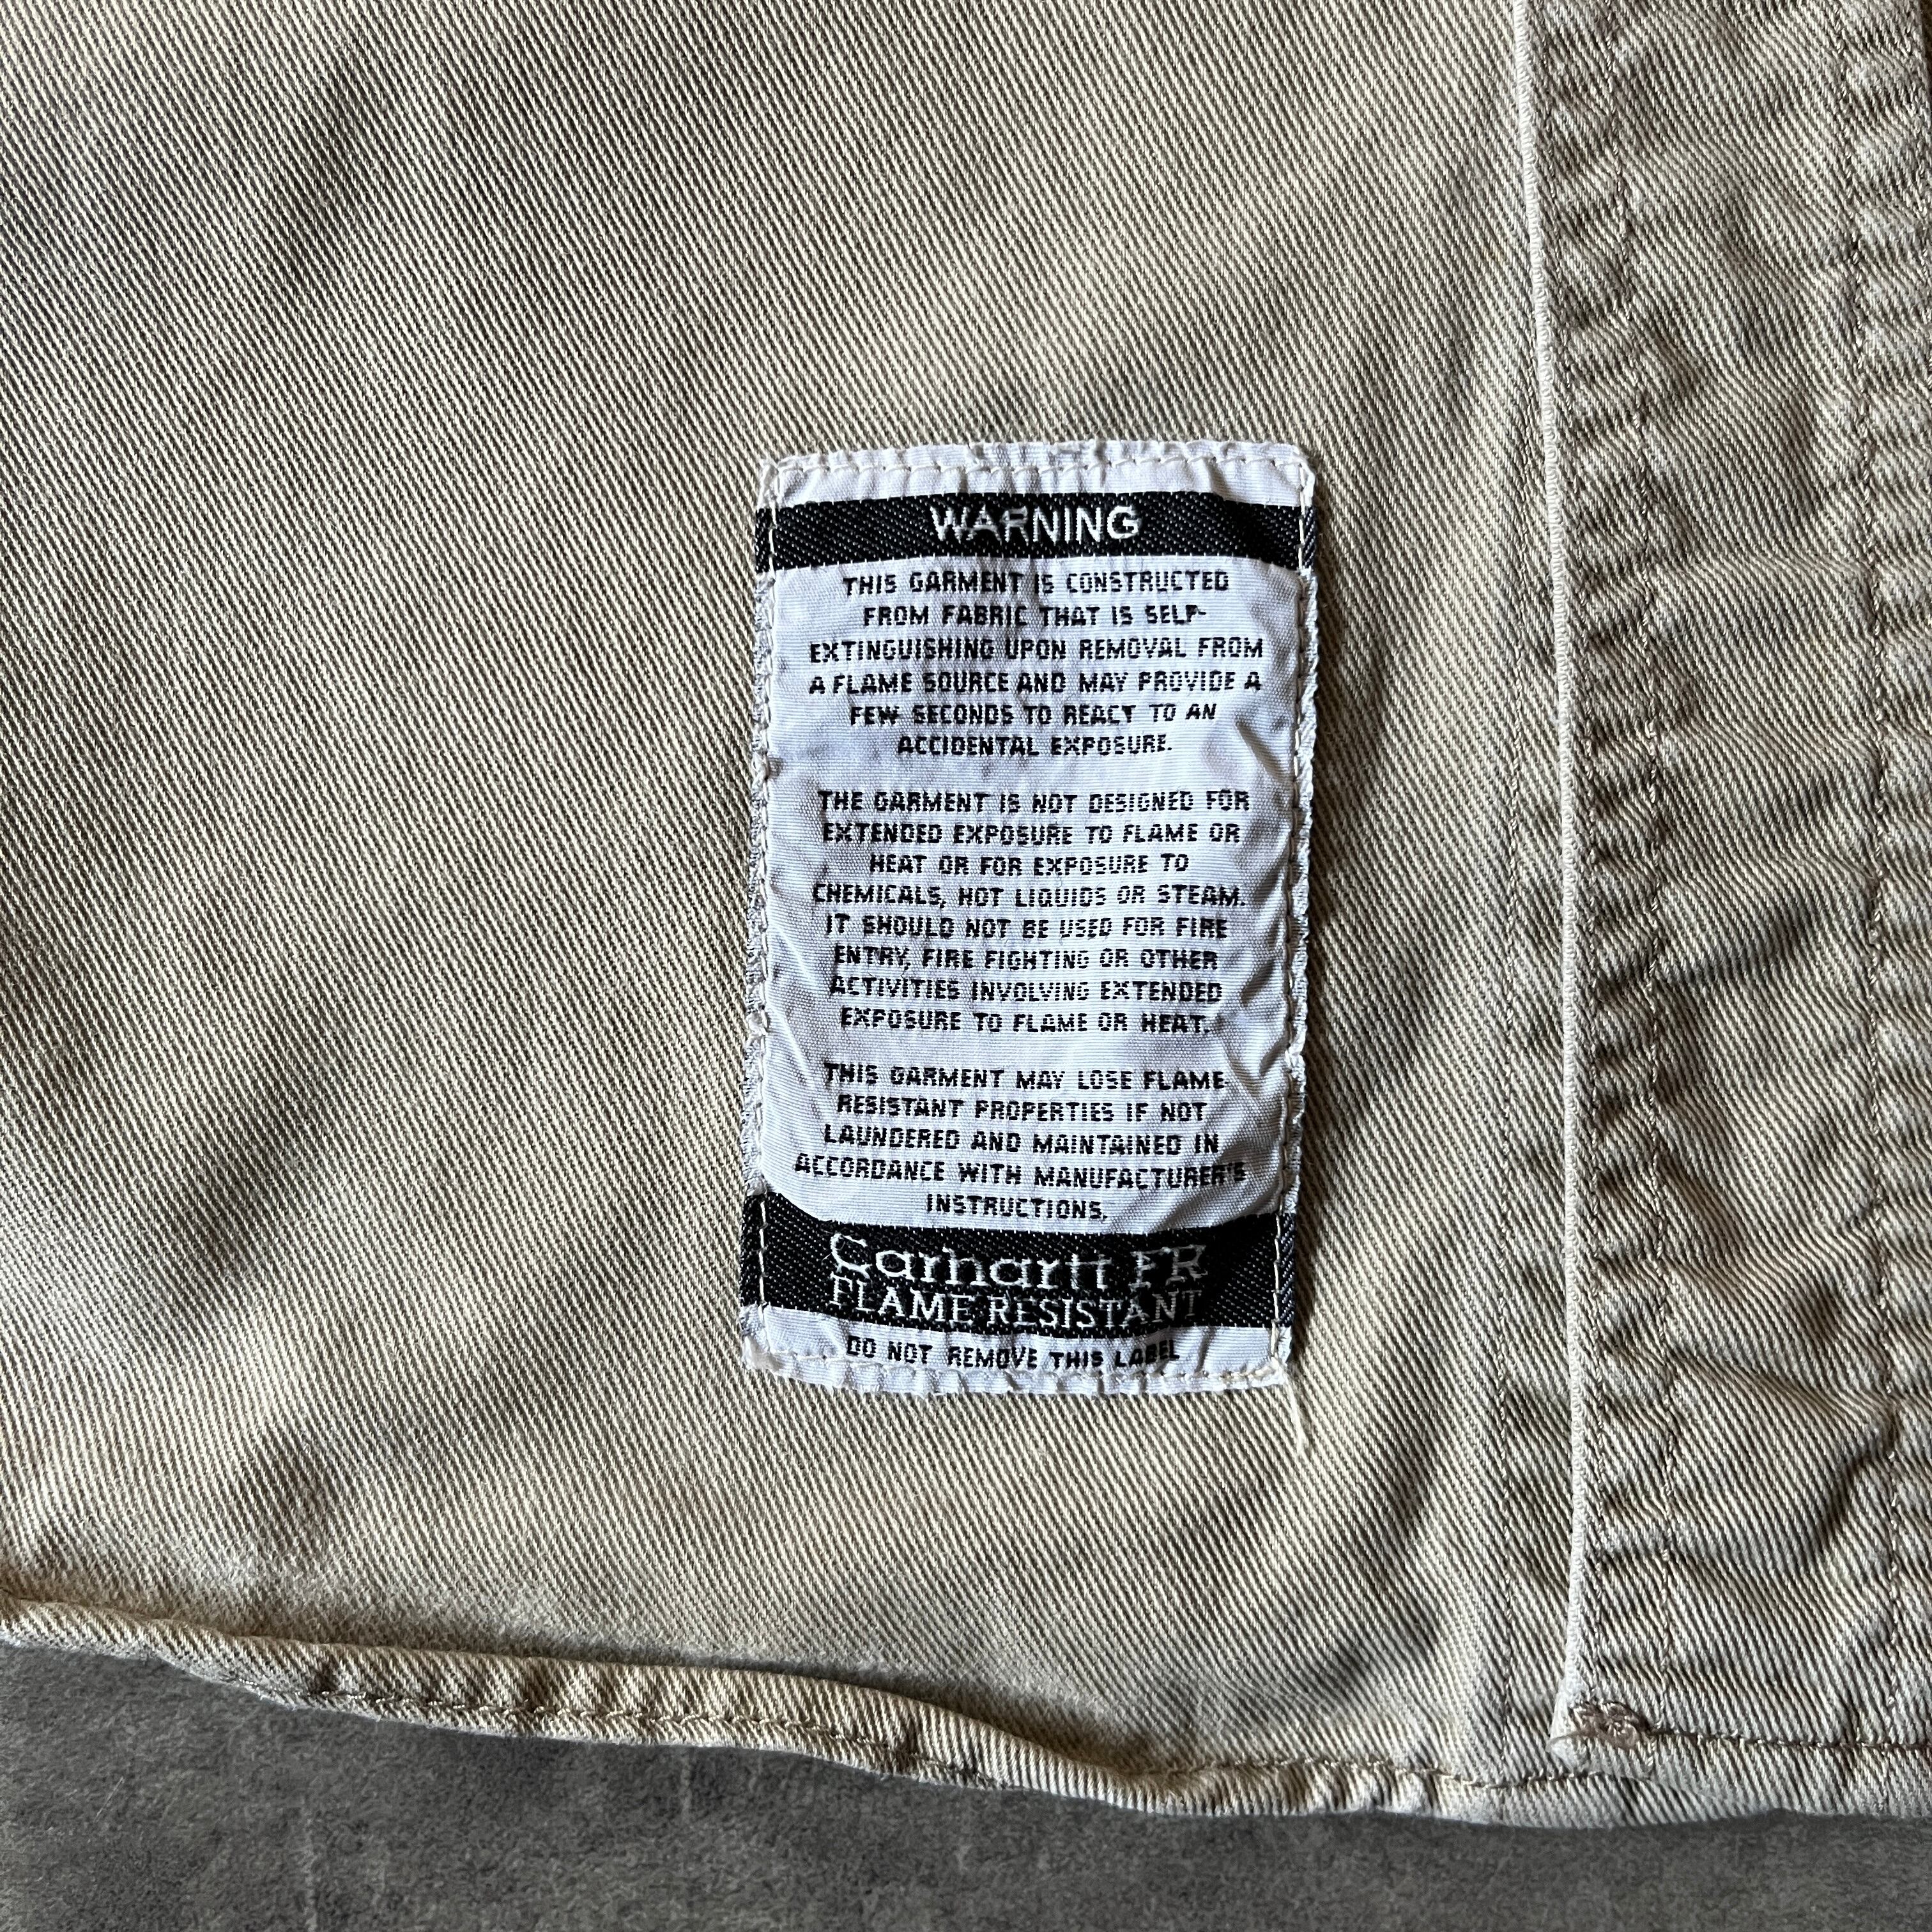 WARNING
THIS GARMENT IS CONSTRUCTED
FROM FABRIC THAT IS SELF-
EXTINGUISHING UPON REMOVAL FROM
A FLAME SOURCE AND MAY PROVIDE A
FEW SECONDS TO REACT TO AN
ACCIDENTAL EXPOSURE.
THE GARMENT IS NOT DESIGNED FOR
EXTENDED EXPOSURE TO FLAME OR
HEAT OR FOR EXPOSURE TO
CHEMICALS, HOT LIQUIDS OR STEAM.
IT SHOULD NOT BE USED FOR FIRE
ENTRY, FIRE FIGHTING OR OTHER
ACTIVITIES INVOLVING EXTENDED
EXPOSURE TO FLAME OR HEAT.
THIS GARMENT MAY LOSE FLAME-
RESISTANT PROPERTIES IF NOT
LAUNDERED AND MAINTAINED IN
ACCORDANCE WITH MANUFACTURER'S
INSTRUCTIONS.
Carhartt FR
FLAME RESISTANT
DO NOT REMOVE THIS LABEL